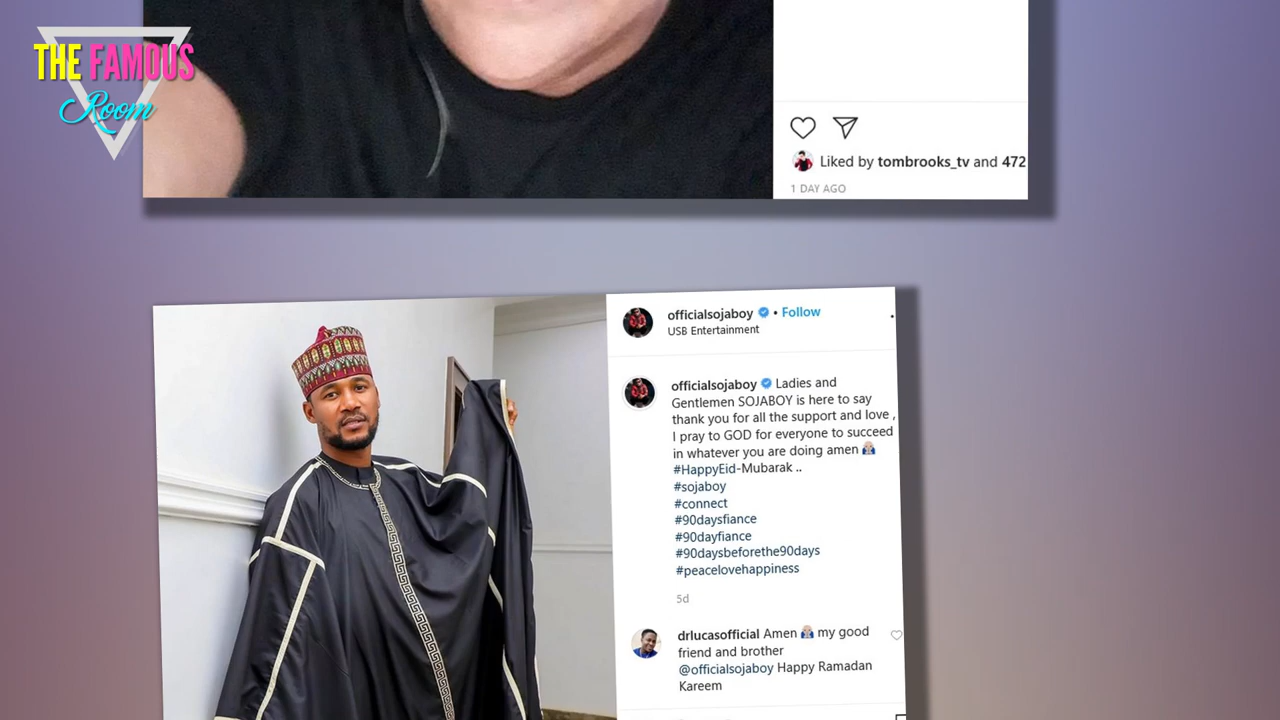 THE FAMOUS
Room
Liked by tombrooks_tv and 472
1 DAY AGO
officialsojaboy • Follow
USB Entertainment
officialsojaboy Ladies and
Gentlemen SOJABOY is here to say
thank you for all the support and love ,
I pray to GOD for everyone to succeed
in whatever you are doing amen
#HappyEid-Mubarak ..
#sojaboy
#connect
#90daysfiance
#90dayfiance
#90daysbeforethe90days
#peacelovehappiness
5d
drlucasofficial Amen my good
friend and brother
@officialsojaboy Happy Ramadan
Kareem